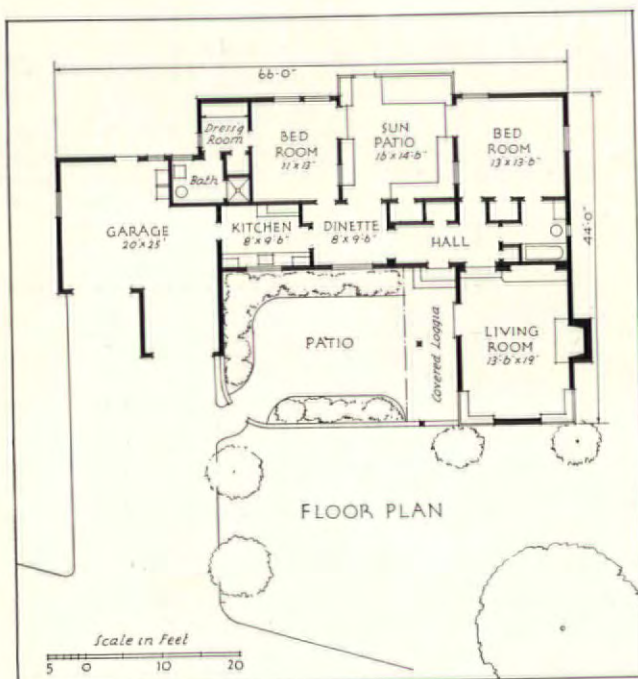 66'-0"
Dress'g
Room
BED
ROOM
11' x 13'
SUN
PATIO
16' x 14'-6"
BED
ROOM
13' x 13'-6"
Bath
GARAGE
20' x 25'
KITCHEN
8' x 9'-6"
DINETTE
8' x 9'-6"
HALL
44'-0"
PATIO
Covered Loggia
LIVING
ROOM
13'-6" x 19'
FLOOR PLAN
Scale in Feet
5 0 10 20